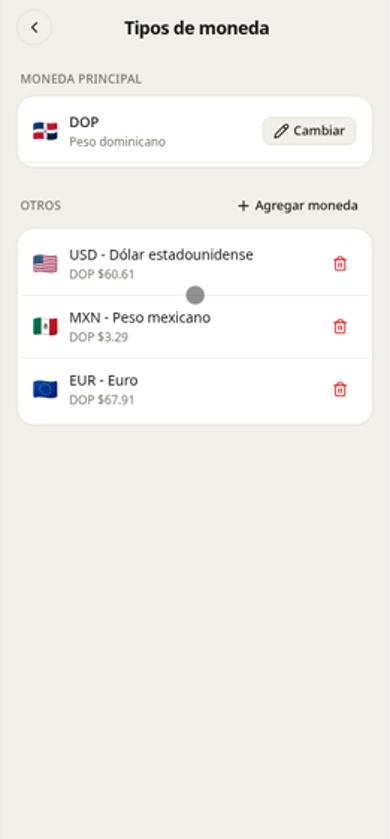 Tipos de moneda
MONEDA PRINCIPAL
DOP
Peso dominicano
Cambiar
OTROS
+ Agregar moneda
USD - Dólar estadounidense
DOP $60.61
MXN - Peso mexicano
DOP $3.29
EUR - Euro
DOP $67.91